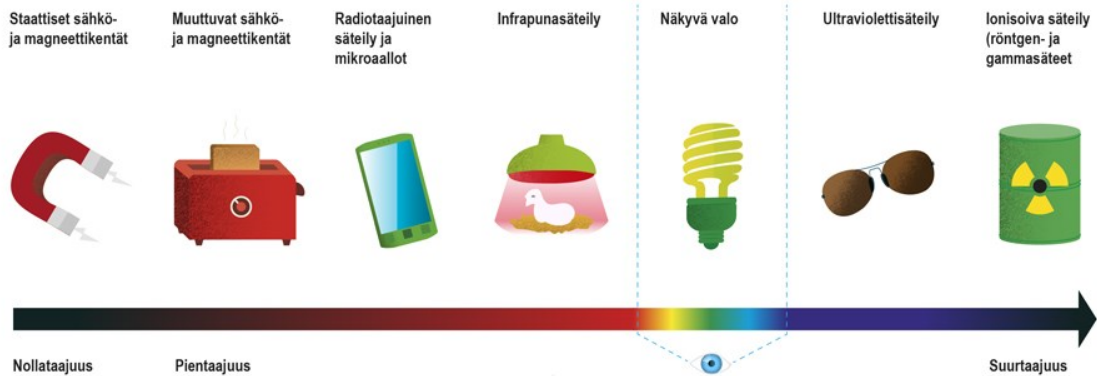 Staattiset sähkö-
ja magneettikentät
Muuttuvat sähkö-
ja magneettikentät
Radiotaajuinen
säteily ja
mikroaallot
Infrapunasäteily
Näkyvä valo
Ultraviolettisäteily
Ionisoiva säteily
(röntgen- ja
gammasäteet
Nollataajuus
Pientaajuus
Suurtaajuus